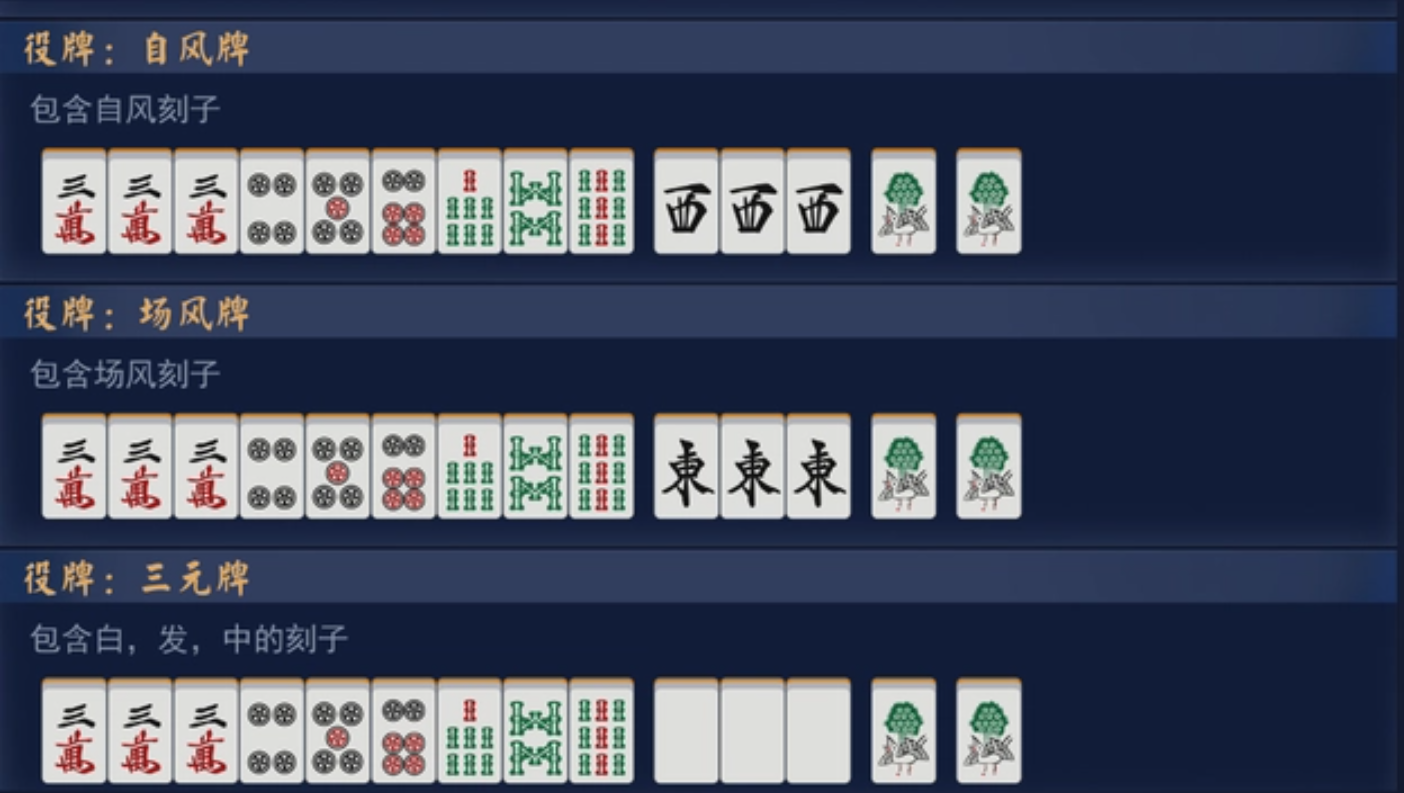 役牌：自风牌
包含自风刻子
三萬 三萬 三萬 西 西 西
役牌：场风牌
包含场风刻子
三萬 三萬 三萬 東 東 東
役牌：三元牌
包含白，发，中的刻子
三萬 三萬 三萬